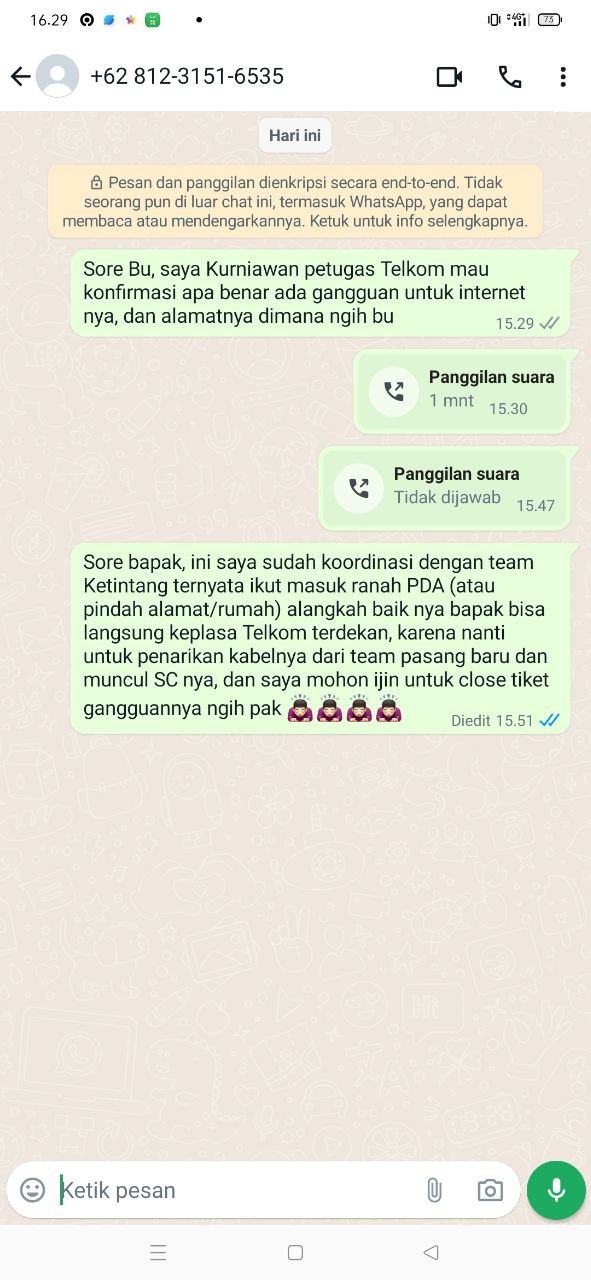 16.29
4G+
73
+62 812-3151-6535
Hari ini
Pesan dan panggilan dienkripsi secara end-to-end. Tidak
seorang pun di luar chat ini, termasuk WhatsApp, yang dapat
membaca atau mendengarkannya. Ketuk untuk info selengkapnya.
Sore Bu, saya Kurniawan petugas Telkom mau
konfirmasi apa benar ada gangguan untuk internet
nya, dan alamatnya dimana ngih bu
15.29
Panggilan suara
1 mnt 15.30
Panggilan suara
Tidak dijawab 15.47
Sore bapak, ini saya sudah koordinasi dengan team
Ketintang ternyata ikut masuk ranah PDA (atau
pindah alamat/rumah) alangkah baik nya bapak bisa
langsung keplasa Telkom terdekan, karena nanti
untuk penarikan kabelnya dari team pasang baru dan
muncul SC nya, dan saya mohon ijin untuk close tiket
gangguannya ngih pak 🙇🏻🙇🏻🙇🏻🙇🏻
Diedit 15.51
Ketik pesan